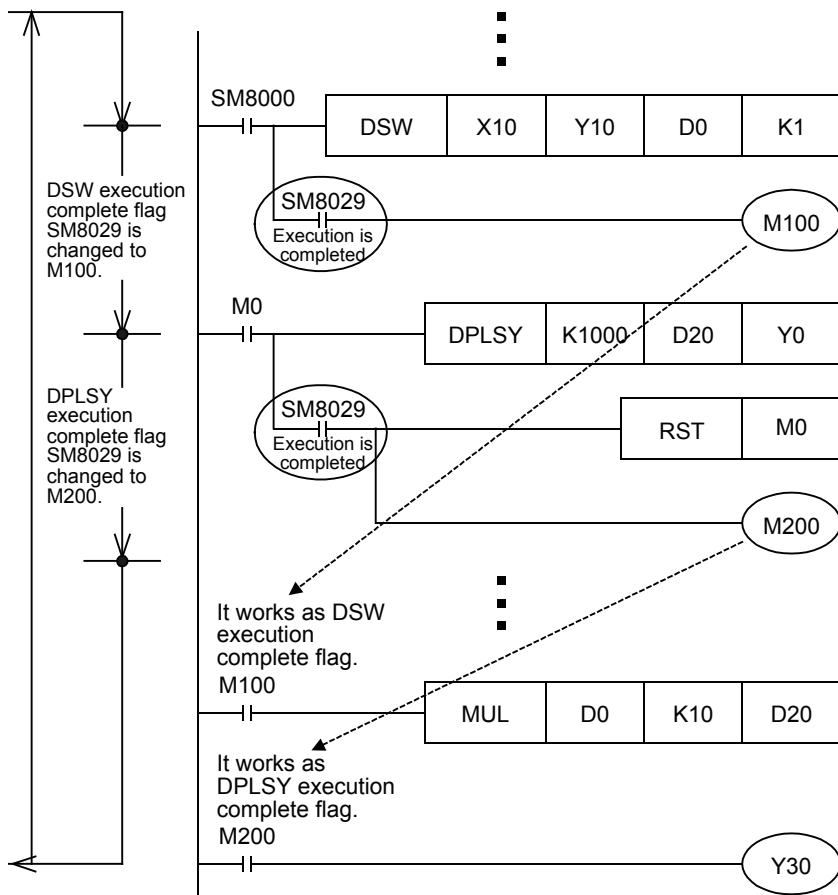 SM8000
DSW X10 Y10 D0 K1
DSW execution
complete flag
SM8029 is
changed to
M100.
SM8029
Execution is
completed
M100
M0
DPLSY K1000 D20 Y0
DPLSY
execution
complete flag
SM8029 is
changed to
M200.
SM8029
Execution is
completed
RST M0
M200
It works as DSW
execution
complete flag.
M100
MUL D0 K10 D20
It works as
DPLSY execution
complete flag.
M200
Y30